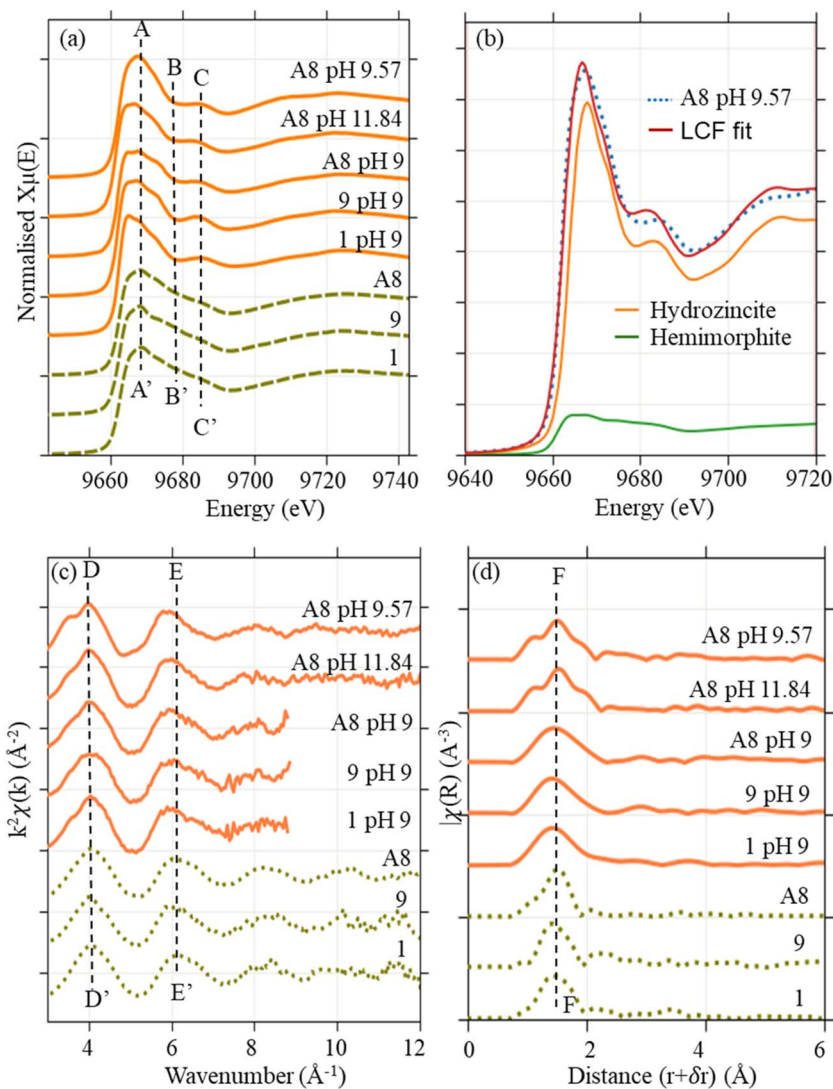 (a)
A
B
C
A8 pH 9.57
A8 pH 11.84
A8 pH 9
9 pH 9
1 pH 9
A8
9
1
A'
B'
C'
Normalised Xμ(E)
9660 9680 9700 9720 9740
Energy (eV)
(b)
A8 pH 9.57
LCF fit
Hydrozincite
Hemimorphite
9640 9660 9680 9700 9720
Energy (eV)
(c)
D
E
A8 pH 9.57
A8 pH 11.84
A8 pH 9
9 pH 9
1 pH 9
A8
9
1
D'
E'
k²χ(k) (Å⁻²)
4 6 8 10 12
Wavenumber (Å⁻¹)
(d)
F
A8 pH 9.57
A8 pH 11.84
A8 pH 9
9 pH 9
1 pH 9
A8
9
1
F
|χ(R) (A⁻³)
0 2 4 6
Distance (r+δr) (Å)